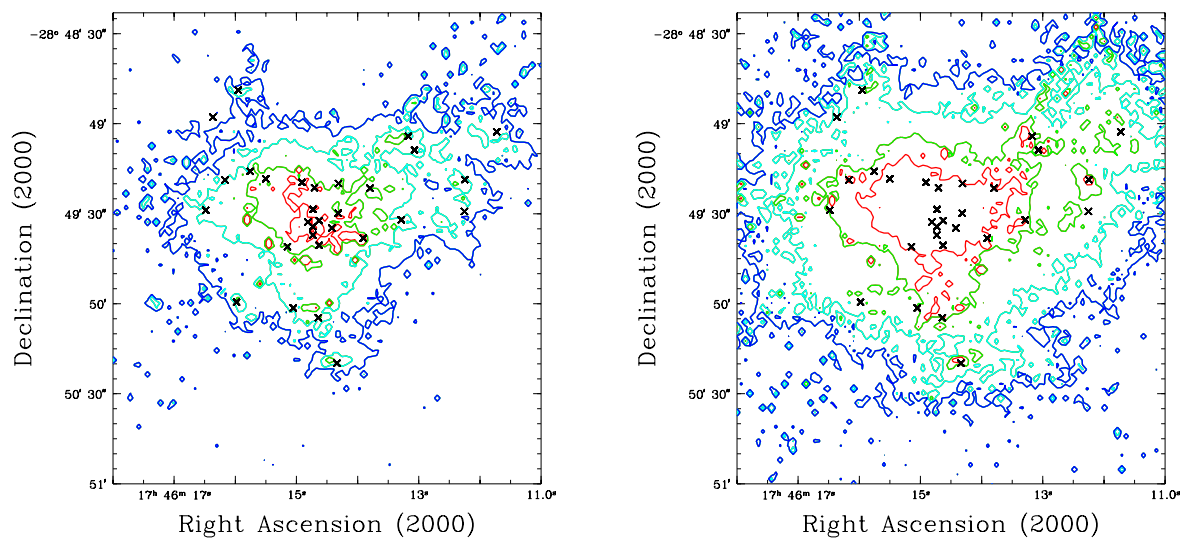 −28° 48′ 30″
49′
49′ 30″
50′
50′ 30″
51′
Declination (2000)
17ʰ 46ᵐ 17ˢ
15ˢ
13ˢ
11.0ˢ
Right Ascension (2000)
−28° 48′ 30″
49′
49′ 30″
50′
50′ 30″
51′
Declination (2000)
17ʰ 46ᵐ 17ˢ
15ˢ
13ˢ
11.0ˢ
Right Ascension (2000)